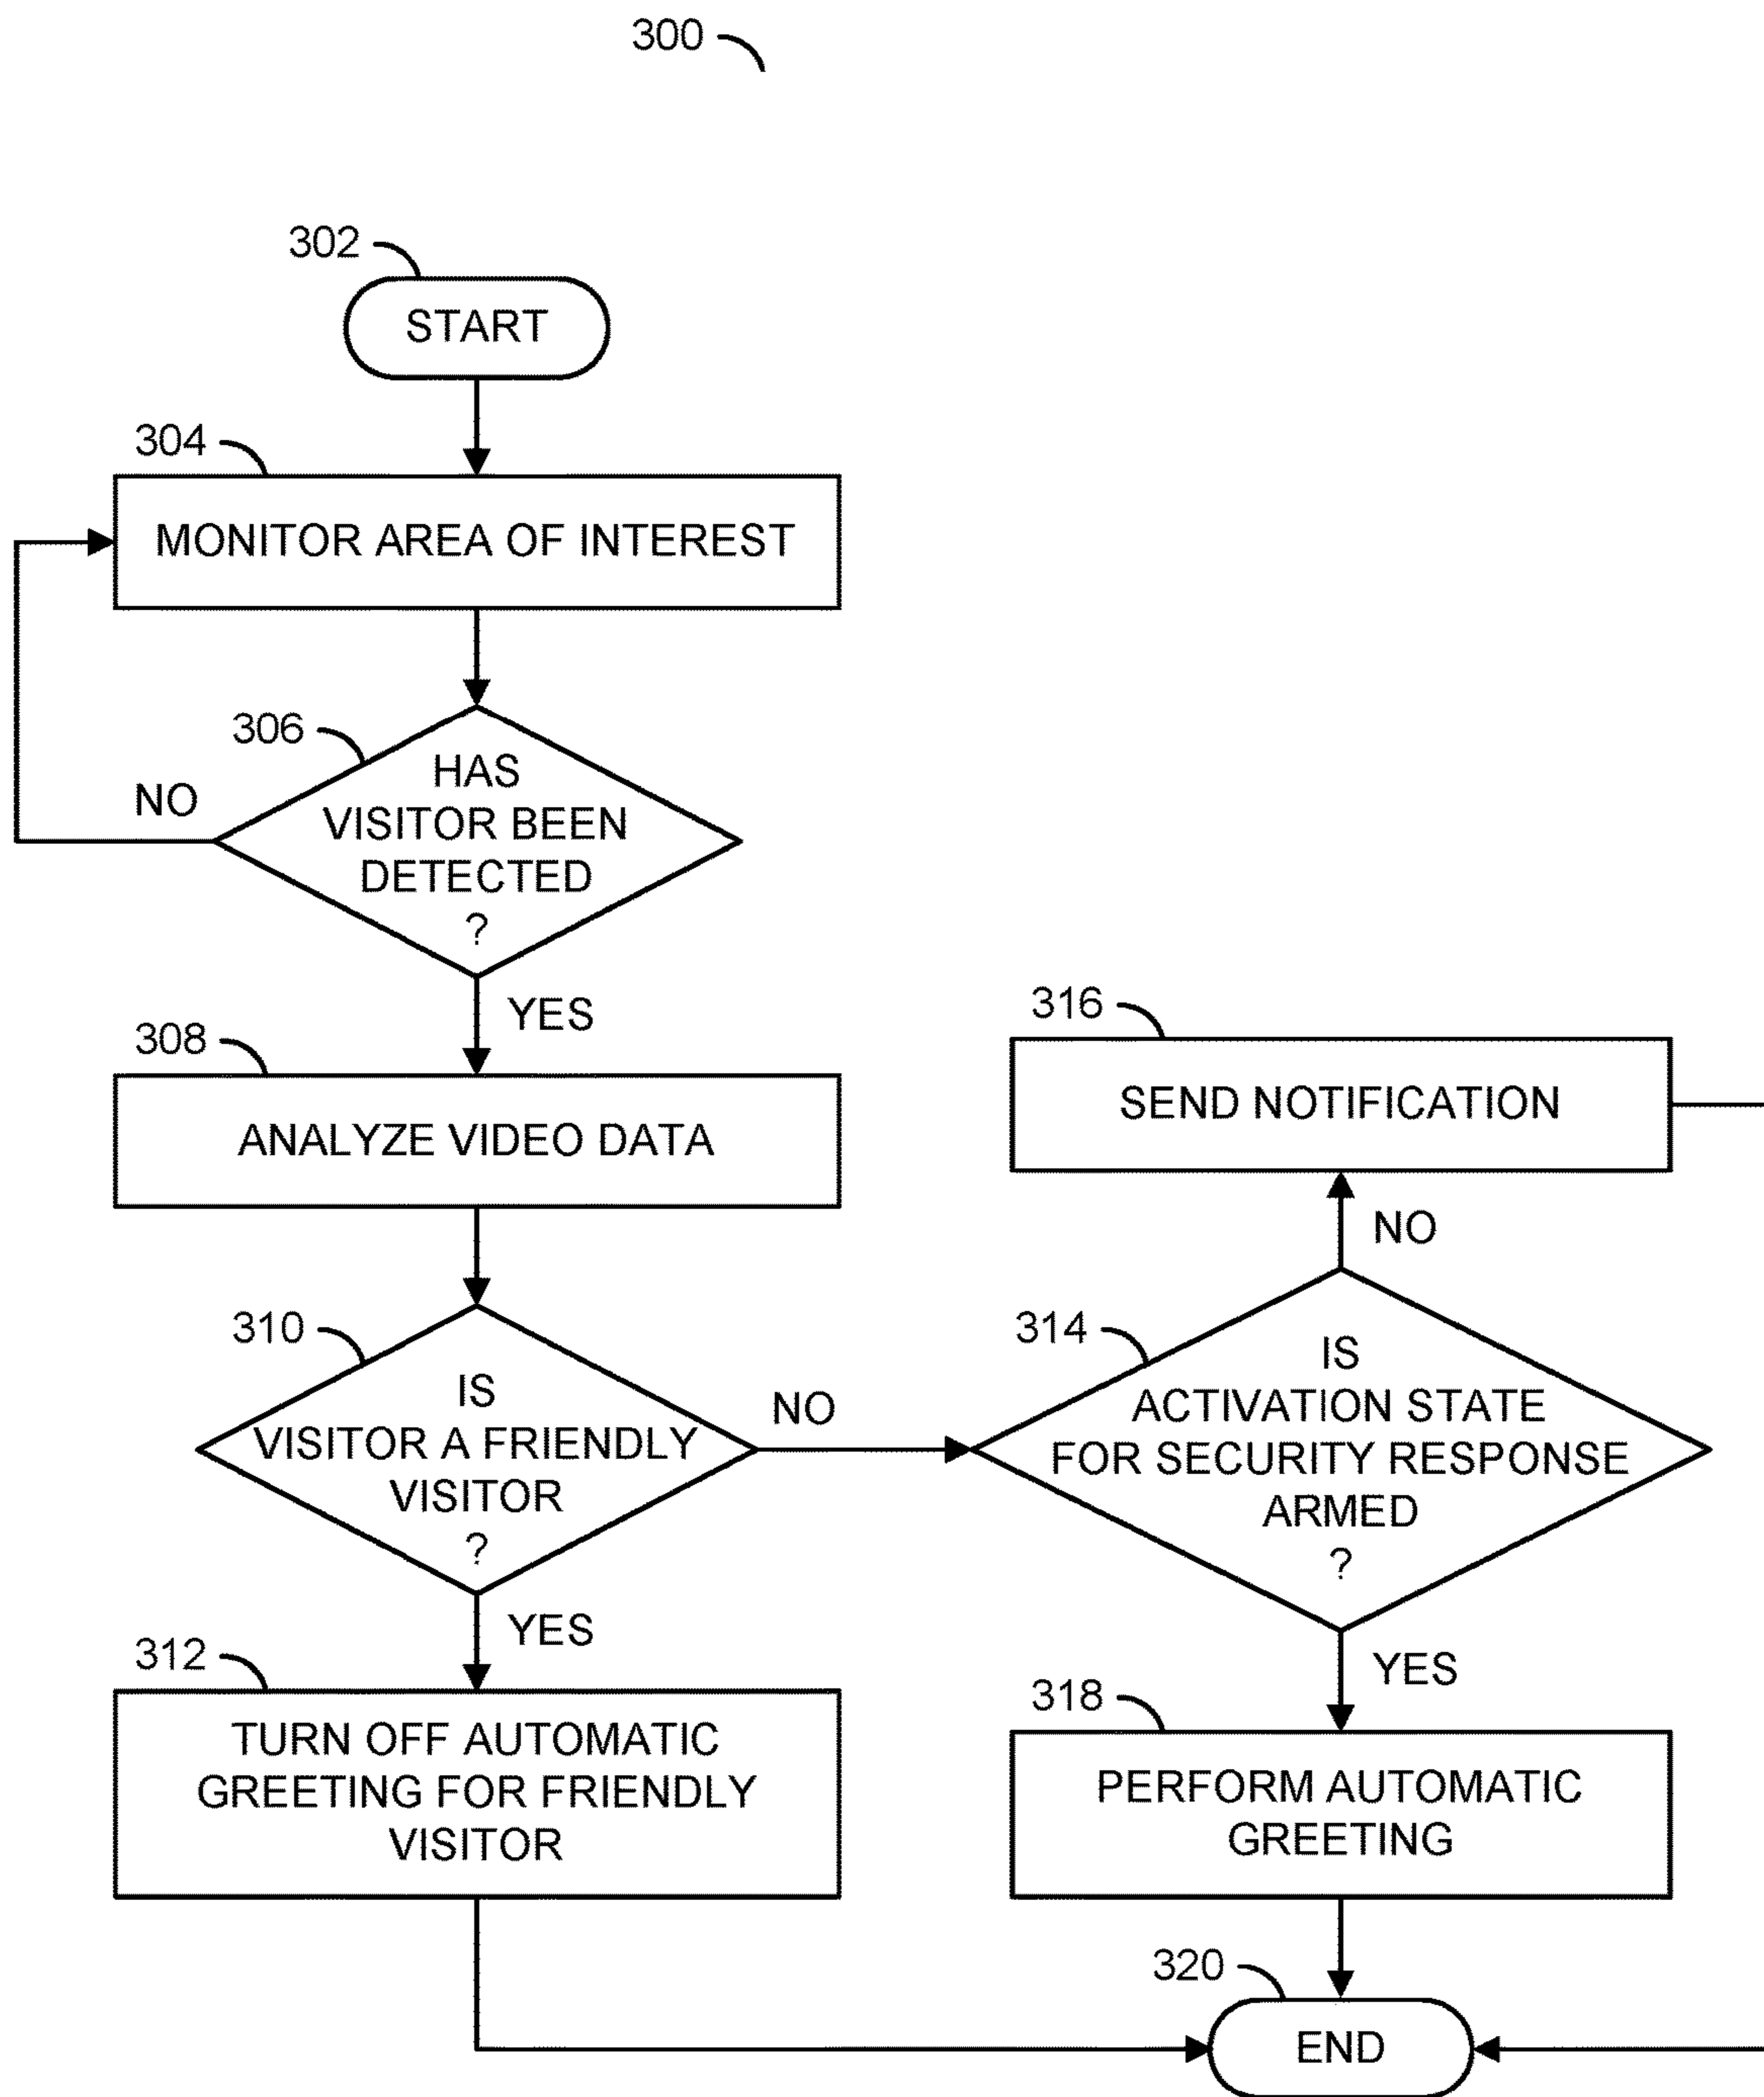 300
302
START
304
MONITOR AREA OF INTEREST
306
HAS
VISITOR BEEN
DETECTED
?
NO
YES
308
ANALYZE VIDEO DATA
310
IS
VISITOR A FRIENDLY
VISITOR
?
NO
YES
312
TURN OFF AUTOMATIC
GREETING FOR FRIENDLY
VISITOR
314
IS
ACTIVATION STATE
FOR SECURITY RESPONSE
ARMED
?
NO
316
SEND NOTIFICATION
YES
318
PERFORM AUTOMATIC
GREETING
320
END